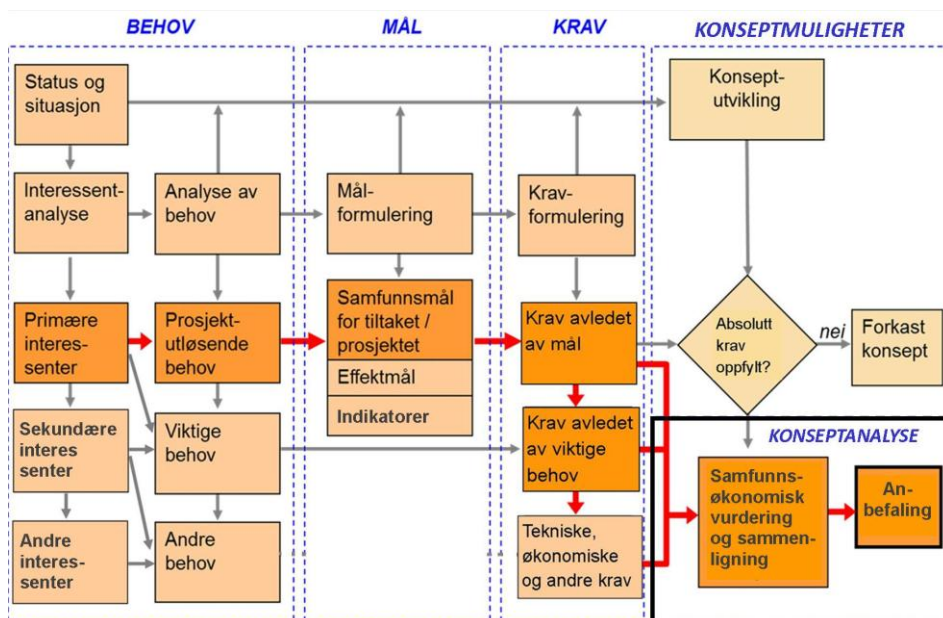 BEHOV
MÅL
KRAV
KONSEPTMULIGHETER
Status og
situasjon
Konsept-
utvikling
Interessent-
analyse
Analyse av
behov
Mål-
formulering
Krav-
formulering
Primære
interes-
senter
Prosjekt-
utløsende
behov
Samfunnsmål
for tiltaket /
prosjektet
Effektmål
Indikatorer
Krav avledet
av mål
Absolutt
krav
oppfylt?
nei
Forkast
konsept
Sekundære
interes
senter
Viktige
behov
Krav avledet
av viktige
behov
KONSEPTANALYSE
Samfunns-
økonomisk
vurdering
og sammen-
ligning
An-
befaling
Andre
interes-
senter
Andre
behov
Tekniske,
økonomiske
og andre krav